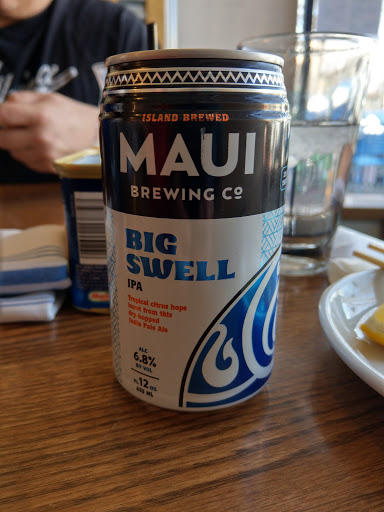 ISLAND BREWED
MAUI
BREWING Cº
BIG
SWELL
IPA
Tropical citrus hops
burst from this
dry-hopped
India Pale Ale
ALC
6.8%
BY VOL
12 OZ